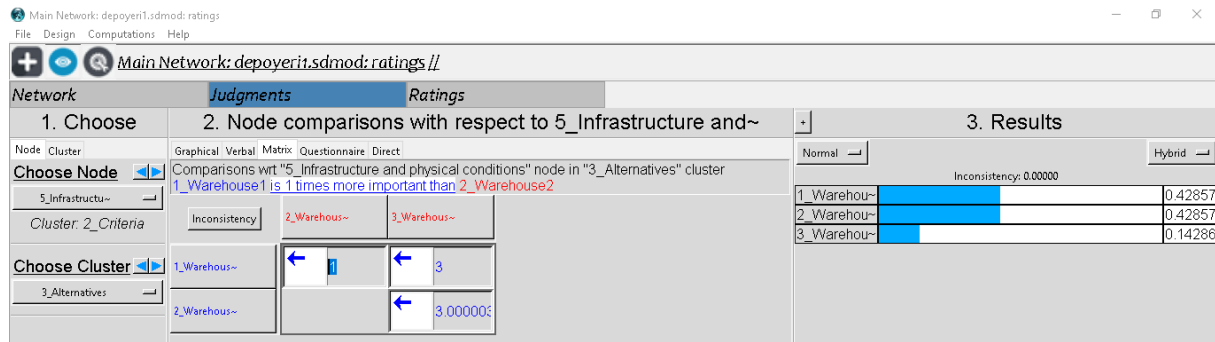 Main Network: depoyeri1.sdmod: ratings
File Design Computations Help
Main Network: depoyeri1.sdmod: ratings //
Network Judgments Ratings
1. Choose 2. Node comparisons with respect to 5_Infrastructure and~ + 3. Results
Node Cluster Graphical Verbal Matrix Questionnaire Direct Normal Hybrid
Choose Node Comparisons wrt "5_Infrastructure and physical conditions" node in "3_Alternatives" cluster
1_Warehouse1 is 1 times more important than 2_Warehouse2
Inconsistency: 0.00000
5_Infrastructu~
Cluster: 2_Criteria
Inconsistency 2_Warehous~ 3_Warehous~
1_Warehou~ 0.42857
2_Warehou~ 0.42857
3_Warehou~ 0.14286
Choose Cluster 1_Warehous~ 1 3
3_Alternatives 2_Warehous~ 3.000003